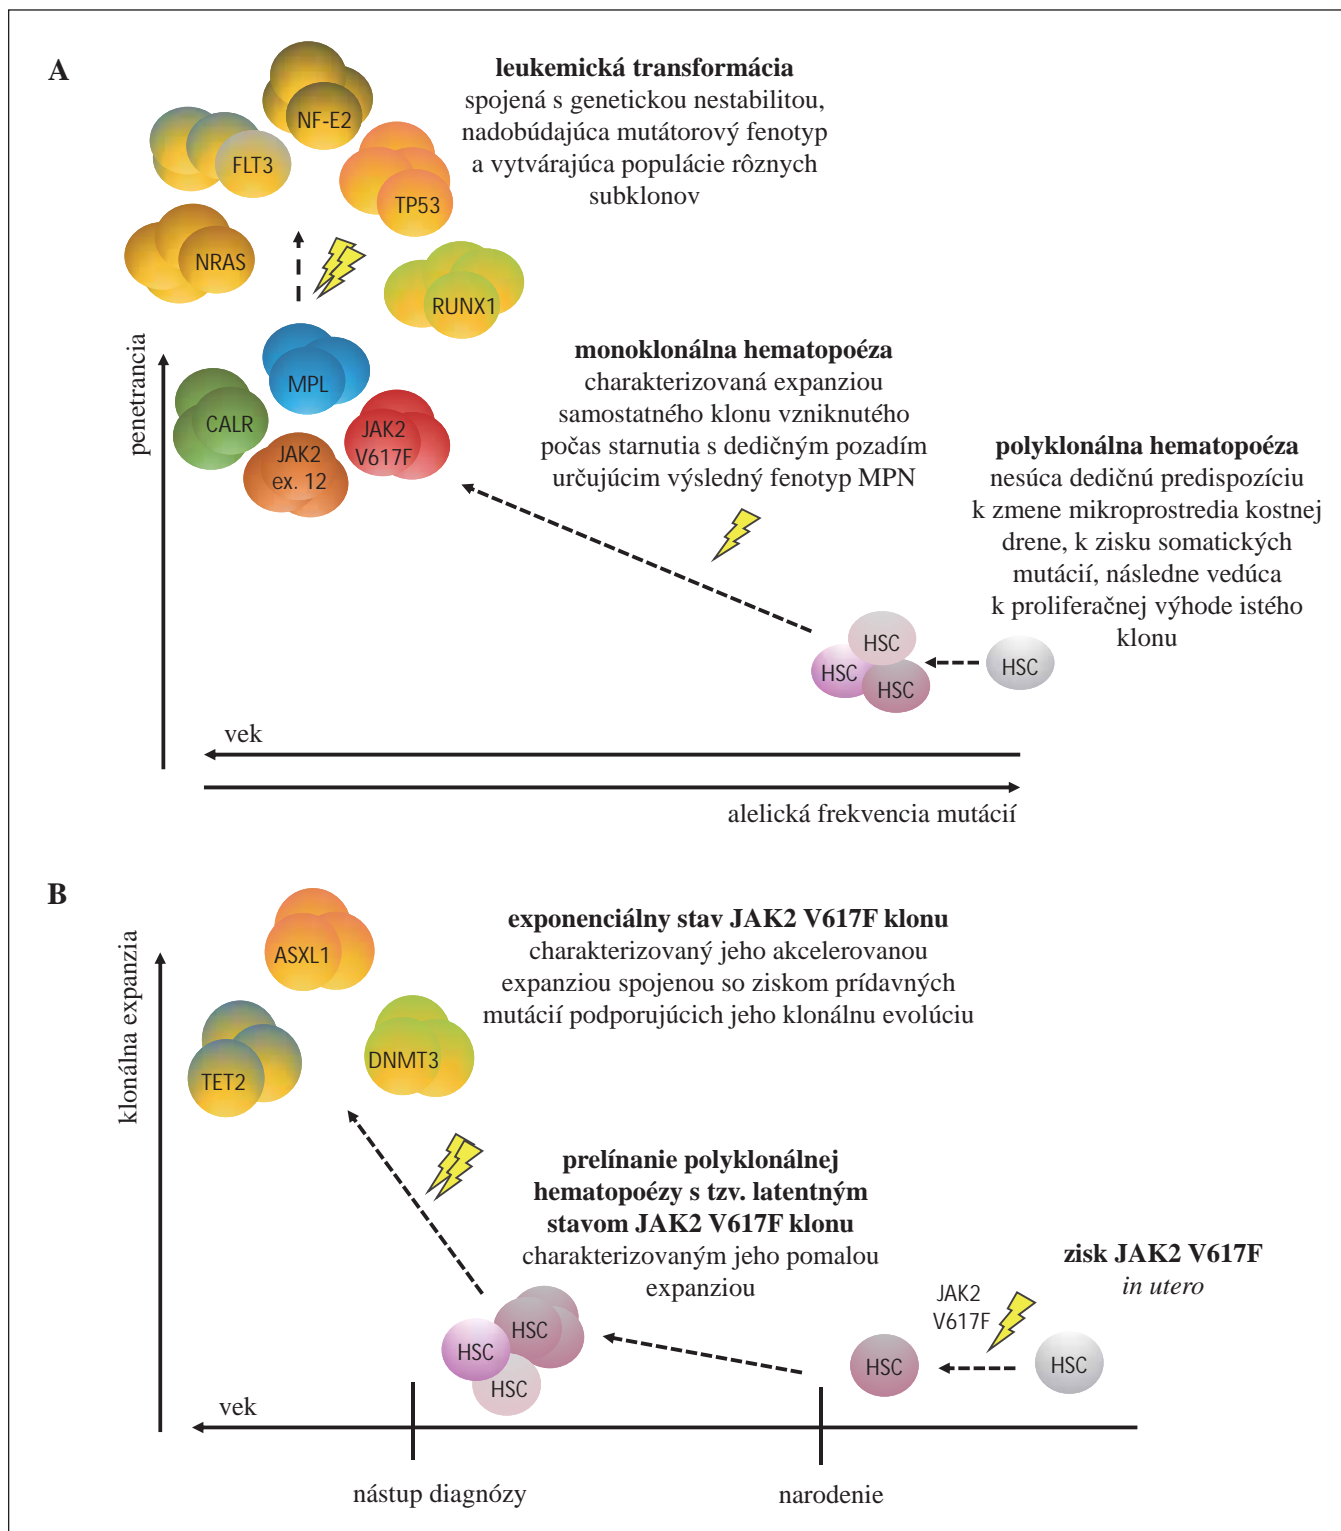 A
leukemická transformácia
spojená s genetickou nestabilitou,
nadobúdajúca mutátorový fenotyp
a vytvárajúca populácie rôznych
subklonov
NF-E2
FLT3
TP53
NRAS
RUNX1
penetrancia
MPL
CALR
JAK2
V617F
JAK2
ex. 12
monoklonálna hematopoéza
charakterizovaná expanziou
samostatného klonu vzniknutého
počas starnutia s dedičným pozadím
určujúcim výsledný fenotyp MPN
polyklonálna hematopoéza
nesúca dedičnú predispozíciu
k zmene mikroprostredia kostnej
drene, k zisku somatických
mutácií, následne vedúca
k proliferačnej výhode istého
klonu
HSC
HSC
HSC
HSC
vek
alelická frekvencia mutácií
B
klonálna expanzia
ASXL1
TET2
DNMT3
exponenciálny stav JAK2 V617F klonu
charakterizovaný jeho akcelerovanou
expanziou spojenou so ziskom prídavných
mutácií podporujúcich jeho klonálnu evolúciu
prelínanie polyklonálnej
hematopoézy s tzv. latentným
stavom JAK2 V617F klonu
charakterizovaným jeho pomalou
expanziou
zisk JAK2 V617F
in utero
JAK2
V617F
HSC
HSC
HSC
HSC
HSC
vek
nástup diagnózy
narodenie